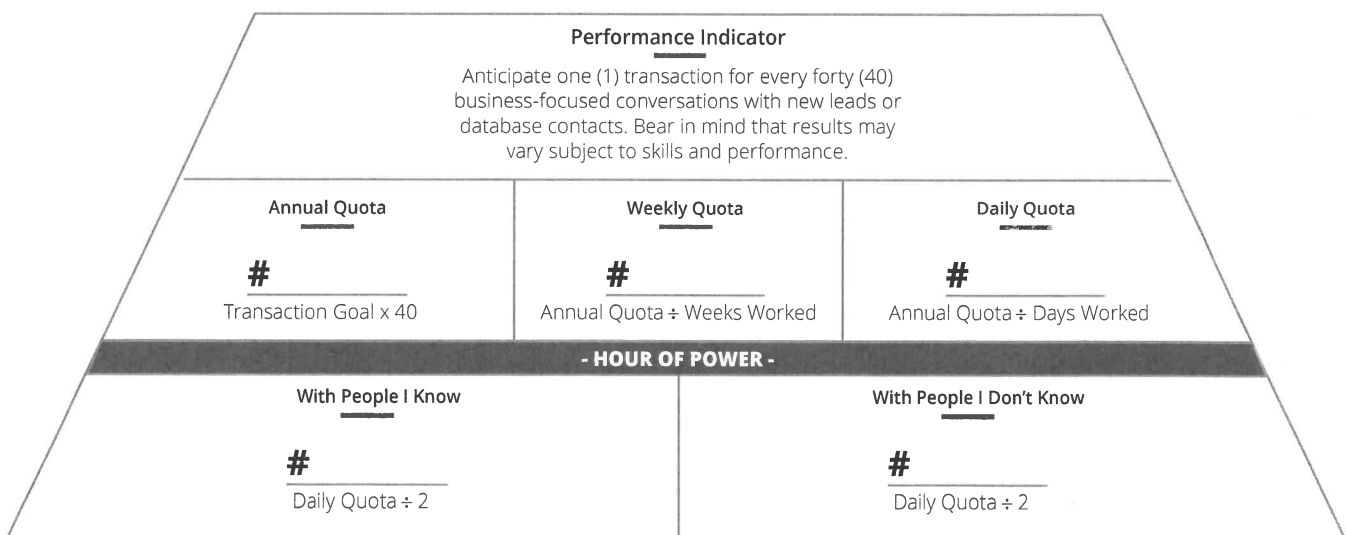 Performance Indicator
Anticipate one (1) transaction for every forty (40)
business-focused conversations with new leads or
database contacts. Bear in mind that results may
vary subject to skills and performance.
Annual Quota
#
Transaction Goal x 40
Weekly Quota
#
Annual Quota ÷ Weeks Worked
Daily Quota
#
Annual Quota ÷ Days Worked
- HOUR OF POWER -
With People I Know
#
Daily Quota ÷ 2
With People I Don't Know
#
Daily Quota ÷ 2